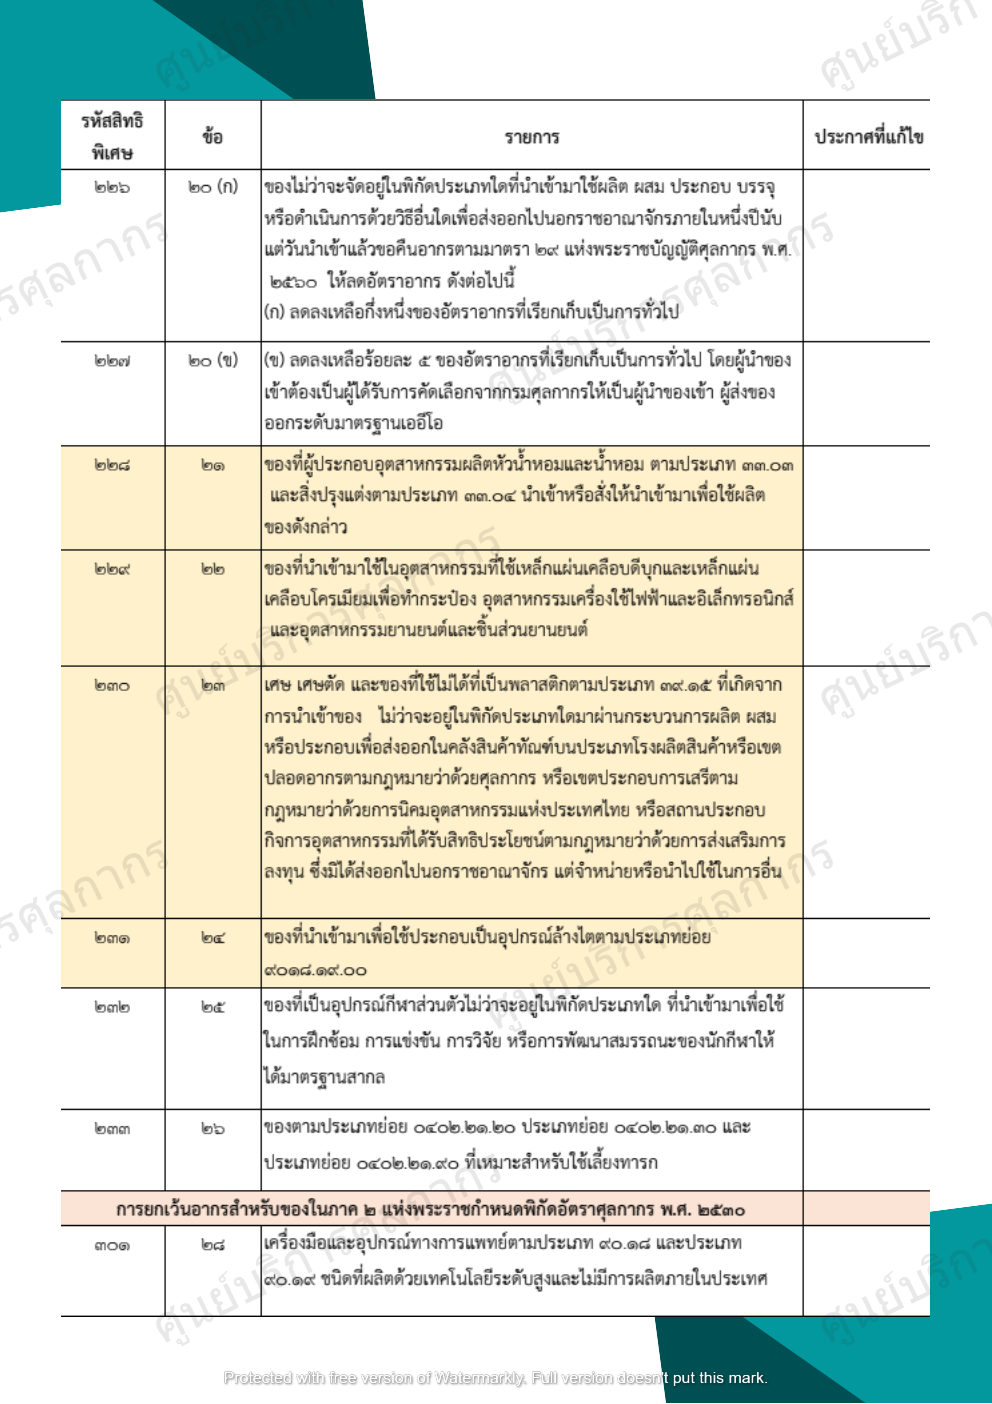 รหัสสิทธิ
พิเศษ
ข้อ
รายการ
ประกาศที่แก้ไข
๒๒๖ ๒๐ (ก) ของไม่ว่าจะจัดอยู่ในพิกัดประเภทใดที่นำเข้ามาใช้ผลิต ผสม ประกอบ บรรจุ
หรือดำเนินการด้วยวิธีอื่นใดเพื่อส่งออกไปนอกราชอาณาจักรภายในหนึ่งปีนับ
แต่วันนำเข้าแล้วขอคืนอากรตามมาตรา ๒๙ แห่งพระราชบัญญัติศุลกากร พ.ศ.
๒๕๖๐ ให้ลดอัตราอากร ดังต่อไปนี้
(ก) ลดลงเหลือกึ่งหนึ่งของอัตราอากรที่เรียกเก็บเป็นการทั่วไป
๒๒๗ ๒๐ (ข) (ข) ลดลงเหลือร้อยละ ๕ ของอัตราอากรที่เรียกเก็บเป็นการทั่วไป โดยผู้นำของ
เข้าต้องเป็นผู้ได้รับการคัดเลือกจากกรมศุลกากรให้เป็นผู้นำของเข้า ผู้ส่งของ
ออกระดับมาตรฐานเออีโอ
๒๒๘ ๒๑ ของที่ผู้ประกอบอุตสาหกรรมผลิตหัวน้ำหอมและน้ำหอม ตามประเภท ๓๓.๐๓
และสิ่งปรุงแต่งตามประเภท ๓๓.๐๔ นำเข้าหรือสั่งให้นำเข้ามาเพื่อใช้ผลิต
ของดังกล่าว
๒๒๙ ๒๒ ของที่นำเข้ามาใช้ในอุตสาหกรรมที่ใช้เหล็กแผ่นเคลือบดีบุกและเหล็กแผ่น
เคลือบโครเมียมเพื่อทำกระป๋อง อุตสาหกรรมเครื่องใช้ไฟฟ้าและอิเล็กทรอนิกส์
และอุตสาหกรรมยานยนต์และชิ้นส่วนยานยนต์
๒๓๐ ๒๓ เศษ เศษตัด และของที่ใช้ไม่ได้ที่เป็นพลาสติกตามประเภท ๓๙.๑๕ ที่เกิดจาก
การนำเข้าของ ไม่ว่าจะอยู่ในพิกัดประเภทใดมาผ่านกระบวนการผลิต ผสม
หรือประกอบเพื่อส่งออกในคลังสินค้าทัณฑ์บนประเภทโรงผลิตสินค้าหรือเขต
ปลอดอากรตามกฎหมายว่าด้วยศุลกากร หรือเขตประกอบการเสรีตาม
กฎหมายว่าด้วยการนิคมอุตสาหกรรมแห่งประเทศไทย หรือสถานประกอบ
กิจการอุตสาหกรรมที่ได้รับสิทธิประโยชน์ตามกฎหมายว่าด้วยการส่งเสริมการ
ลงทุน ซึ่งมิได้ส่งออกไปนอกราชอาณาจักร แต่จำหน่ายหรือนำไปใช้ในการอื่น
๒๓๑ ๒๔ ของที่นำเข้ามาเพื่อใช้ประกอบเป็นอุปกรณ์ล้างไตตามประเภทย่อย
๙๐๑๘.๑๙.๐๐
๒๓๒ ๒๕ ของที่เป็นอุปกรณ์กีฬาส่วนตัวไม่ว่าจะอยู่ในพิกัดประเภทใด ที่นำเข้ามาเพื่อใช้
ในการฝึกซ้อม การแข่งขัน การวิจัย หรือการพัฒนาสมรรถนะของนักกีฬาให้
ได้มาตรฐานสากล
๒๓๓ ๒๖ ของตามประเภทย่อย ๐๔๐๒.๒๑.๒๐ ประเภทย่อย ๐๔๐๒.๒๑.๓๐ และ
ประเภทย่อย ๐๔๐๒.๒๑.๙๐ ที่เหมาะสำหรับใช้เลี้ยงทารก
การยกเว้นอากรสำหรับของในภาค ๒ แห่งพระราชกำหนดพิกัดอัตราศุลกากร พ.ศ. ๒๕๓๐
๓๐๑ ๒๘ เครื่องมือและอุปกรณ์ทางการแพทย์ตามประเภท ๙๐.๑๘ และประเภท
๙๐.๑๙ ชนิดที่ผลิตด้วยเทคโนโลยีระดับสูงและไม่มีการผลิตภายในประเทศ
ศูนย์บริการศุลกากร
Protected with free version of Watermarkly. Full version doesn't put this mark.